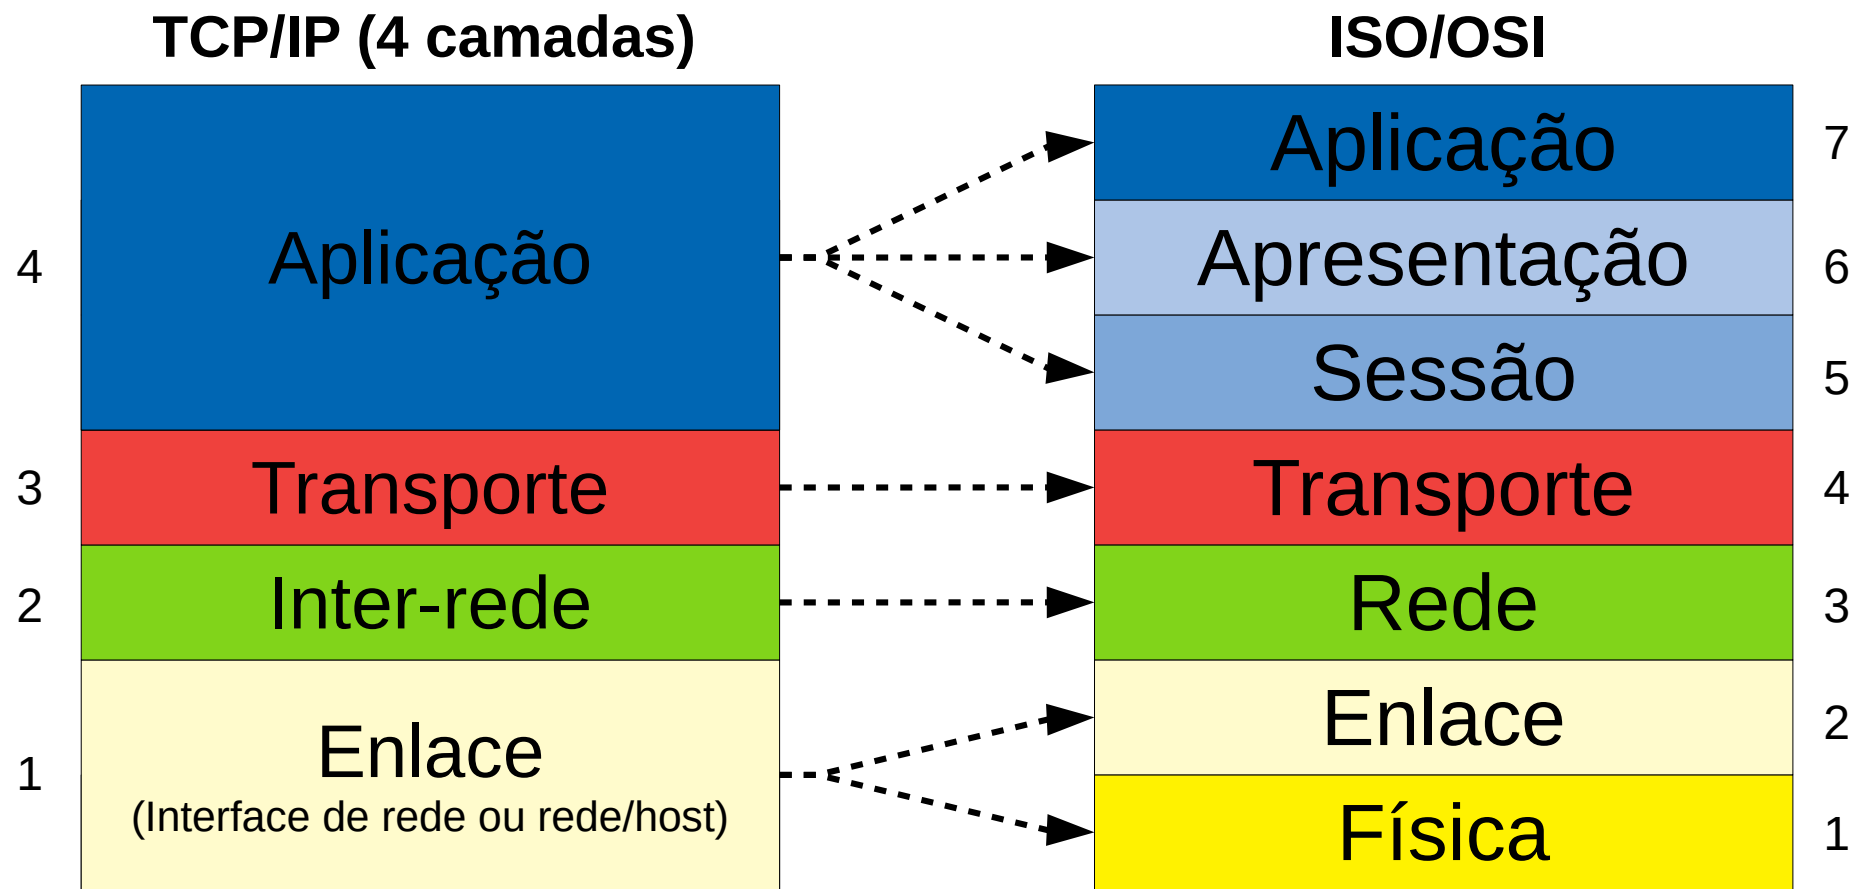 TCP/IP (4 camadas)
4
Aplicação
3
Transporte
2
Inter-rede
1
Enlace
(Interface de rede ou rede/host)
ISO/OSI
Aplicação
7
Apresentação
6
Sessão
5
Transporte
4
Rede
3
Enlace
2
Física
1